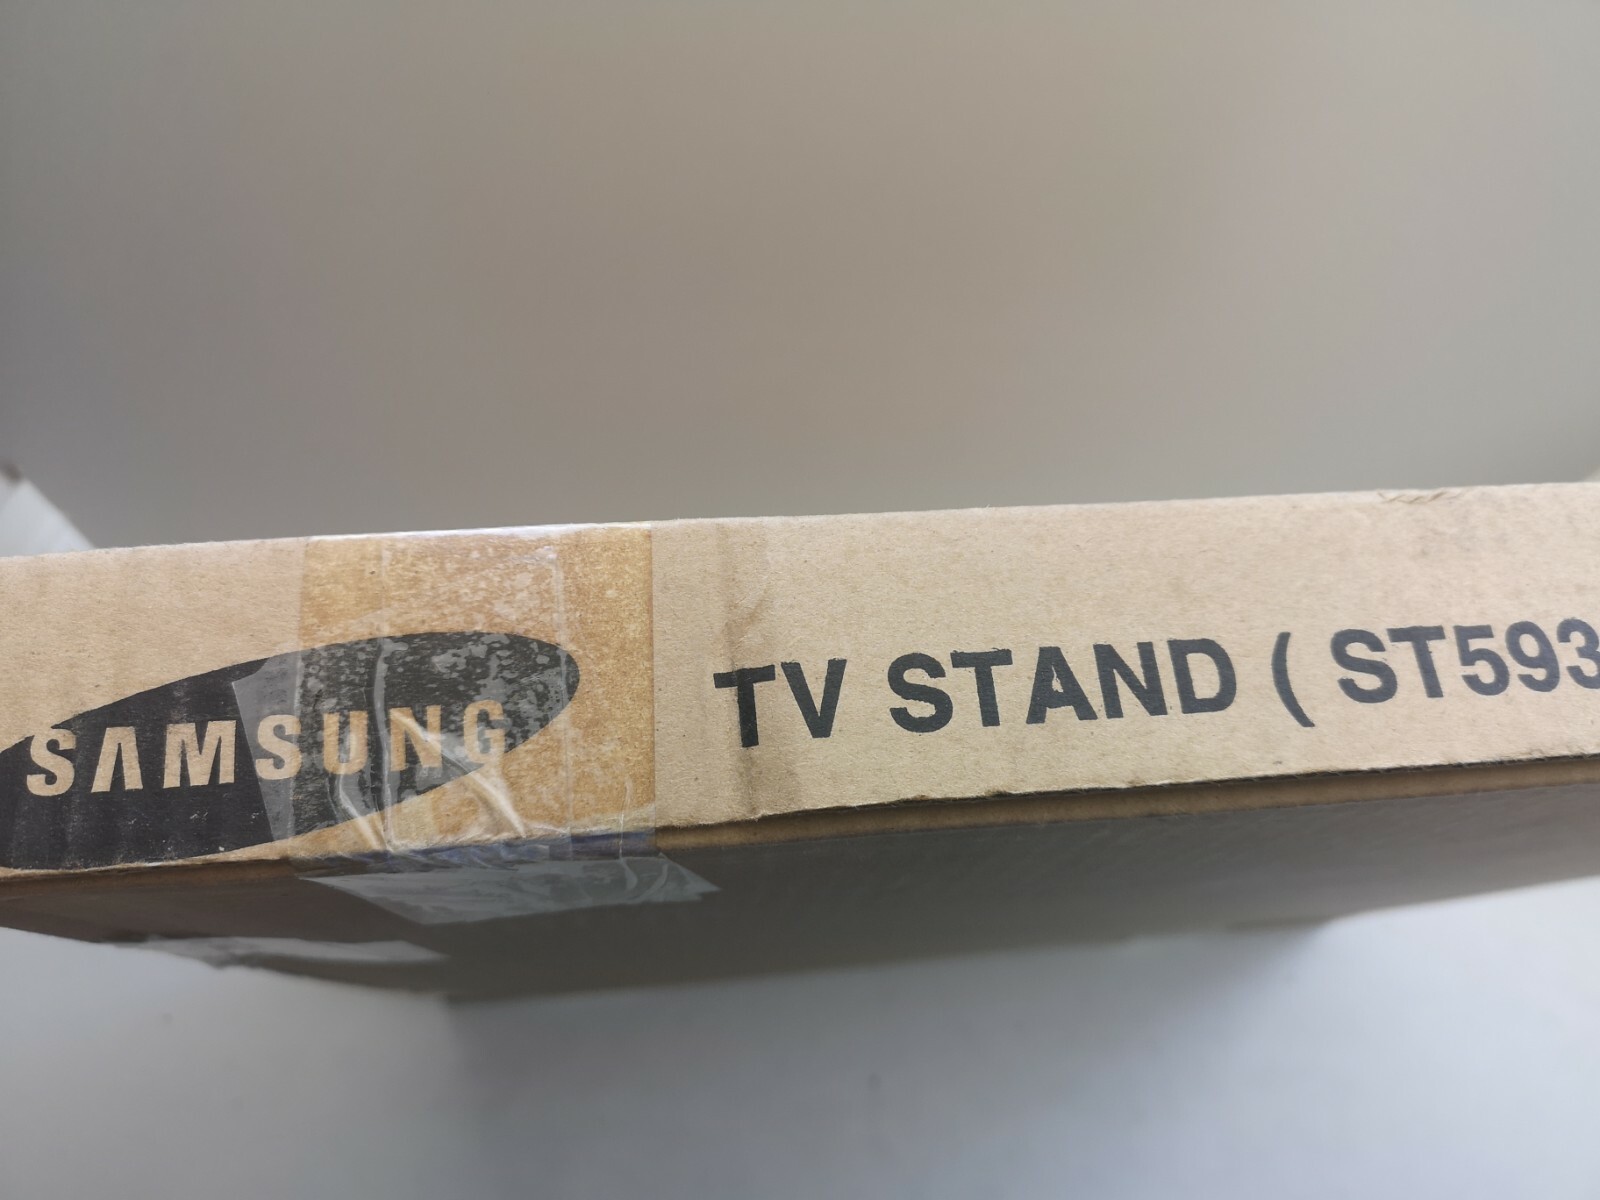 SAMSUNG TV STAND ( ST593